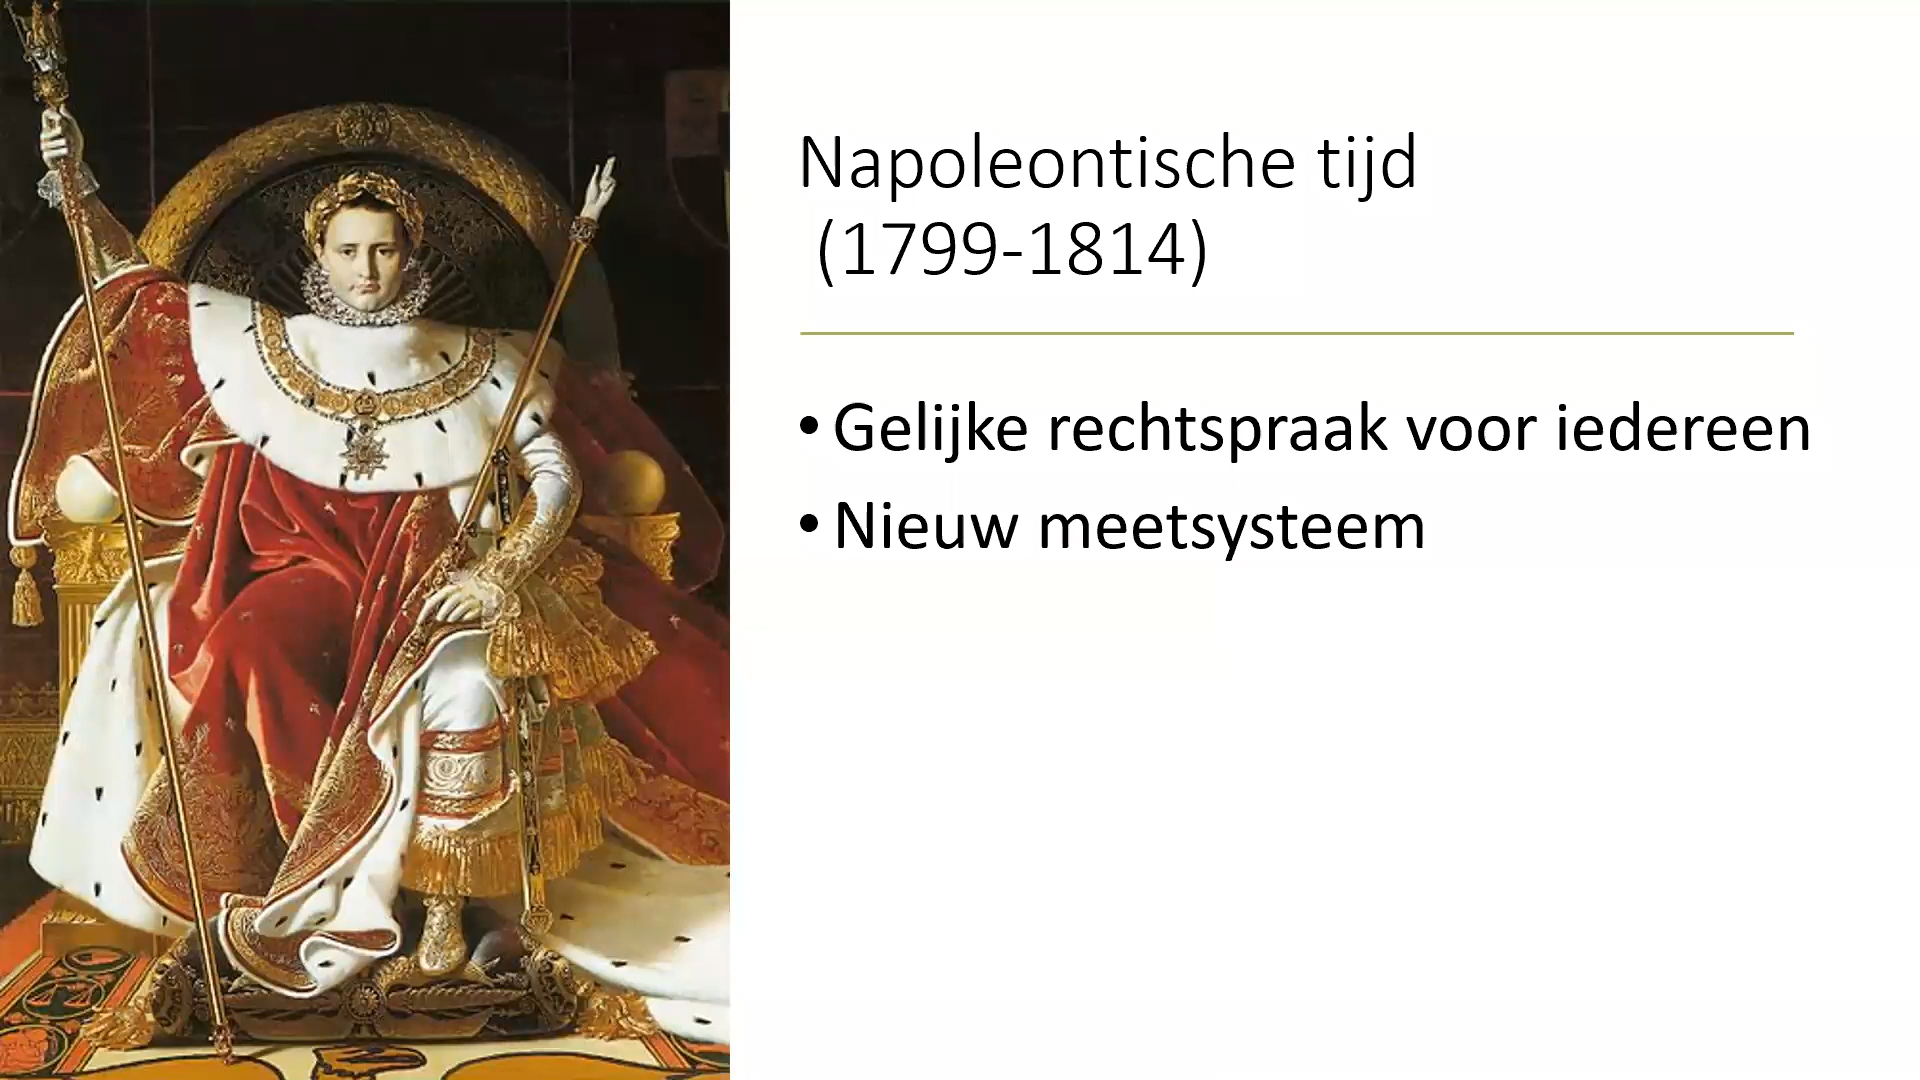 Napoleontische tijd
(1799-1814)
• Gelijke rechtspraak voor iedereen
• Nieuw meetsysteem